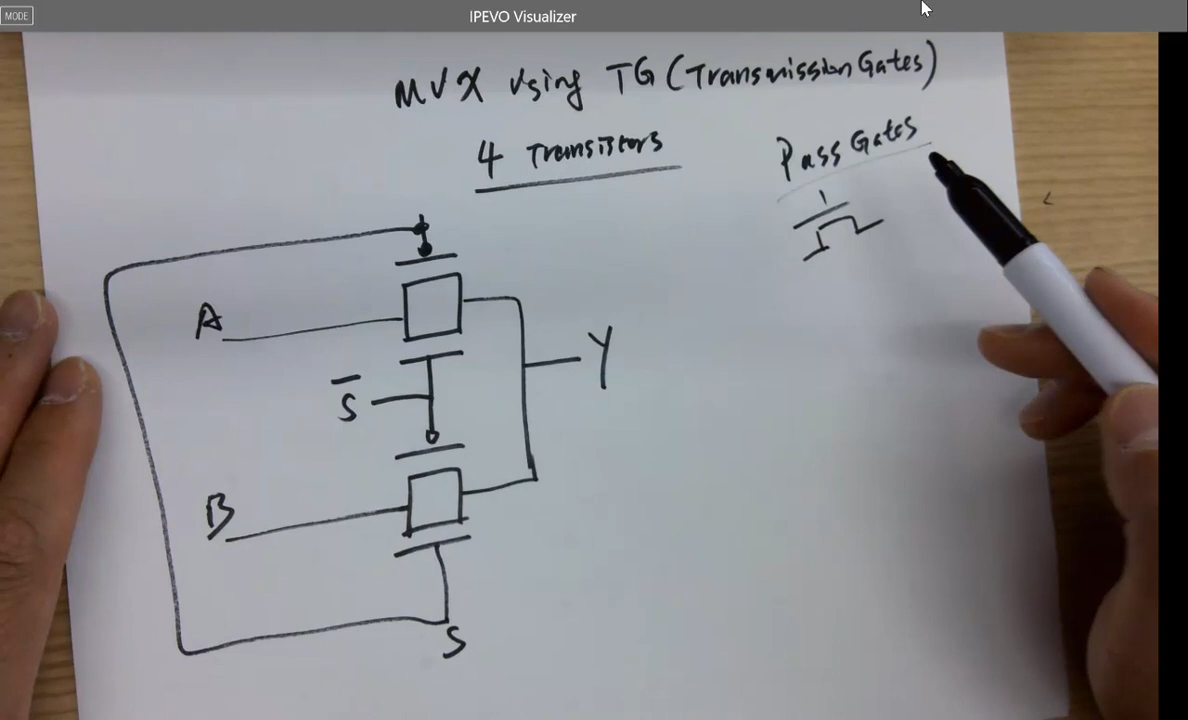 MODE
IPEVO Visualizer
MUX Using TG (Transmission Gates)
4 Transistors
Pass Gates
A
S̅
Y
B
S